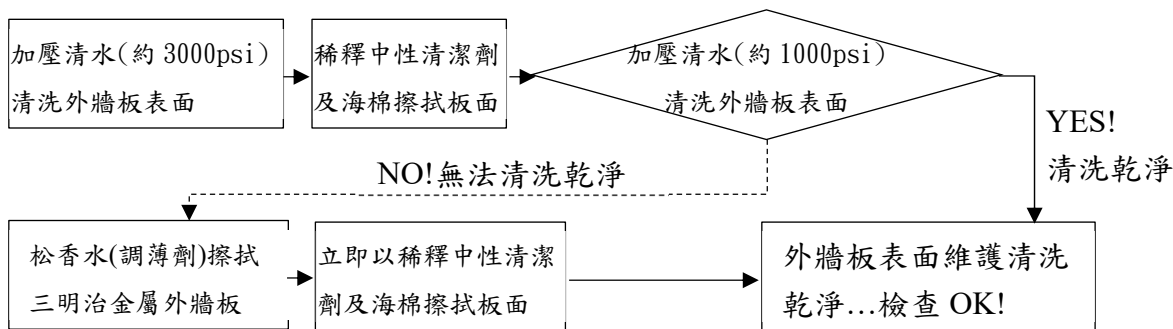 加壓清水(約 3000psi)
清洗外牆板表面
稀釋中性清潔劑
及海棉擦拭板面
加壓清水(約 1000psi)
清洗外牆板表面
YES!
清洗乾淨
NO!無法清洗乾淨
松香水(調薄劑)擦拭
三明治金屬外牆板
立即以稀釋中性清潔
劑及海棉擦拭板面
外牆板表面維護清洗
乾淨…檢查 OK!